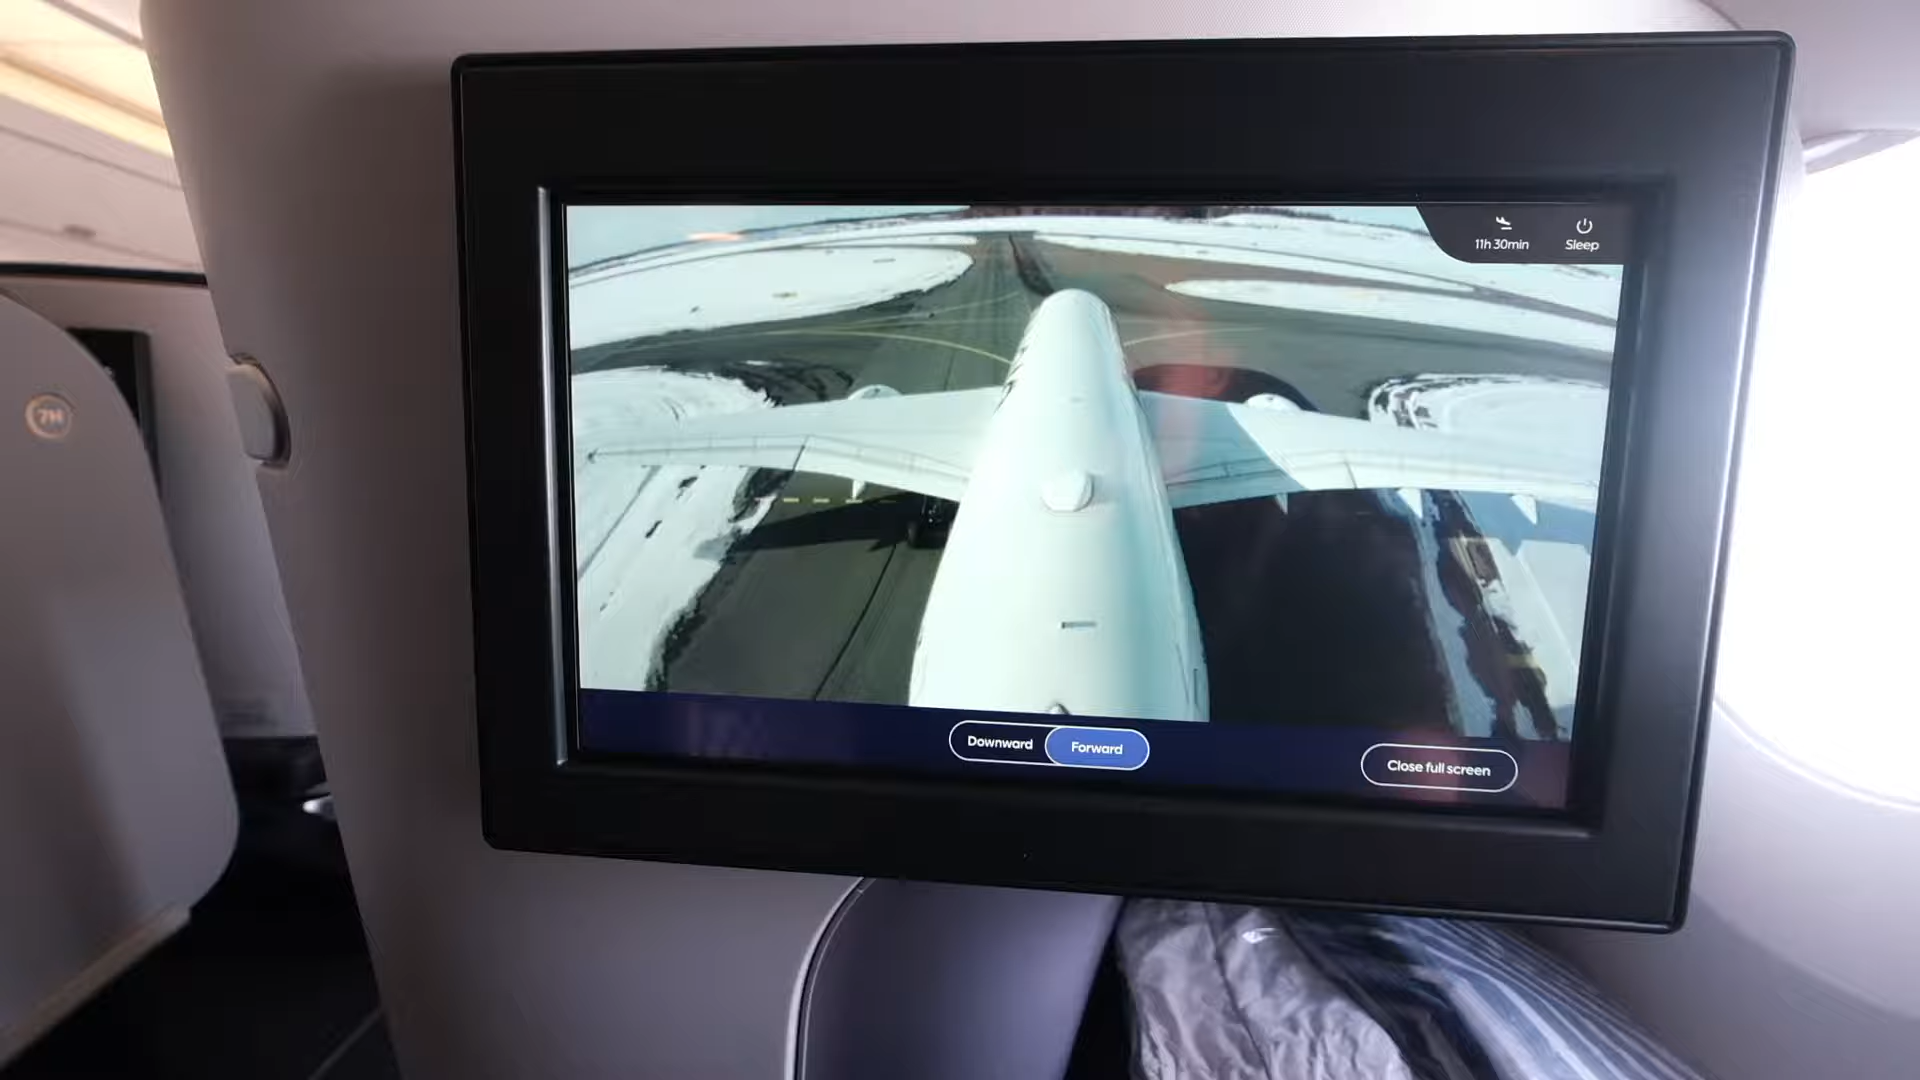 11h 30min
Sleep
7H
Downward
Forward
Close full screen